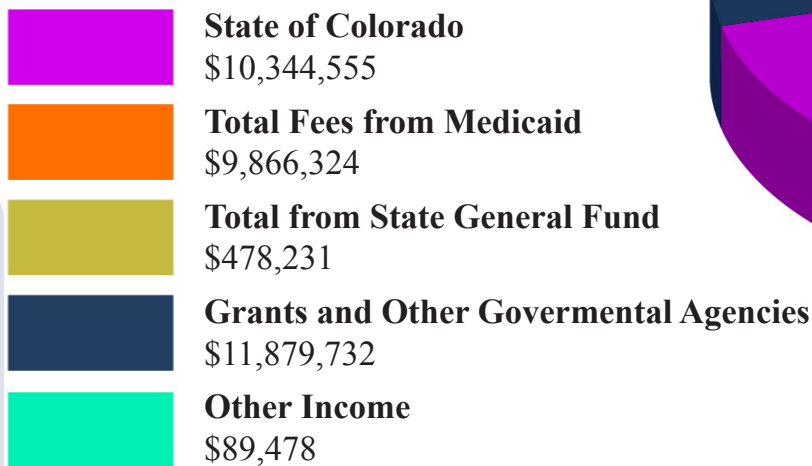 State of Colorado
$10,344,555
Total Fees from Medicaid
$9,866,324
Total from State General Fund
$478,231
Grants and Other Govermental Agencies
$11,879,732
Other Income
$89,478